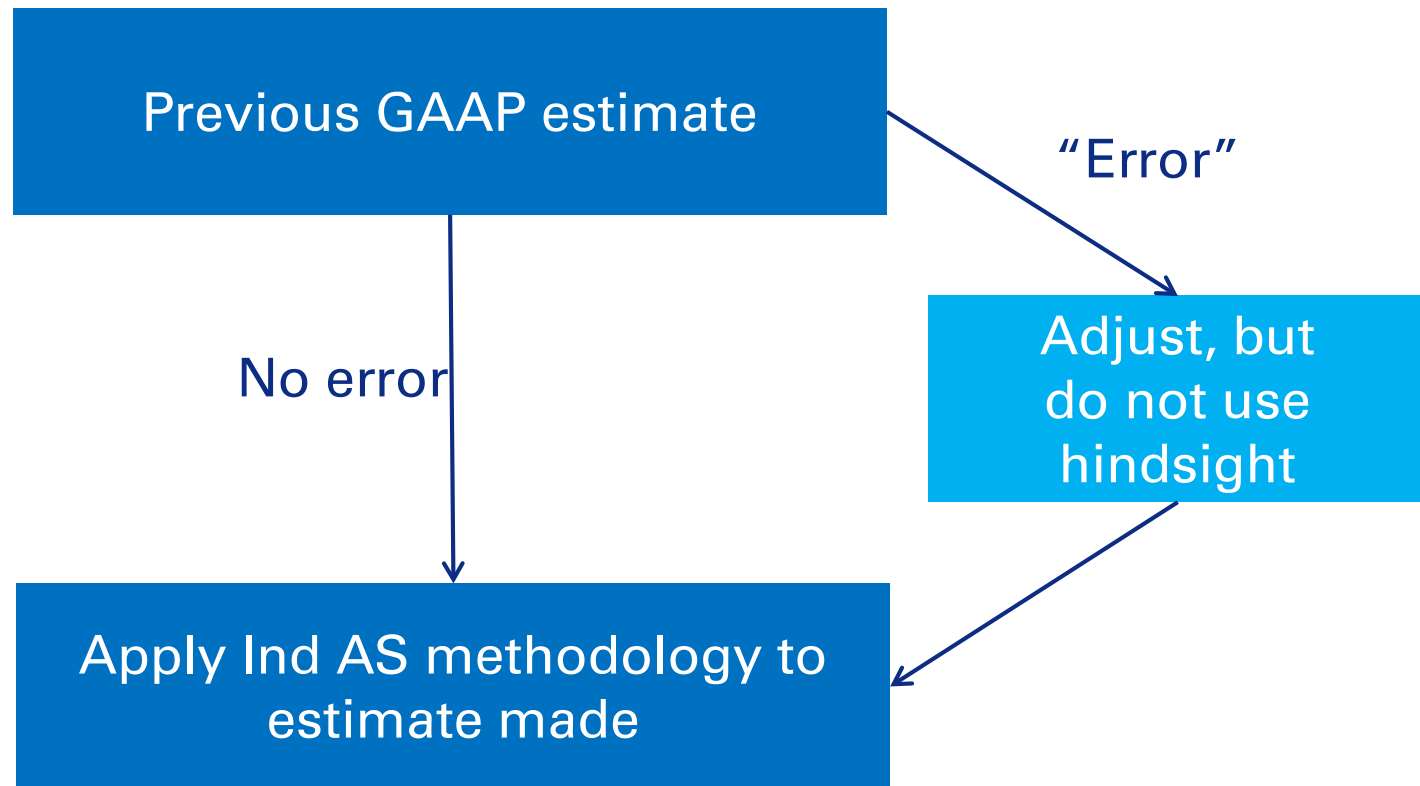 Previous GAAP estimate
“Error”
No error
Adjust, but
do not use
hindsight
Apply Ind AS methodology to
estimate made